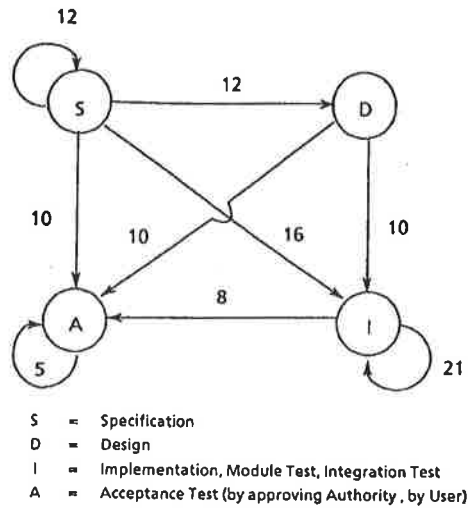 12
S
12
D
10
10
16
10
A
8
I
5
21
S = Specification
D = Design
I = Implementation, Module Test, Integration Test
A = Acceptance Test (by approving Authority , by User)